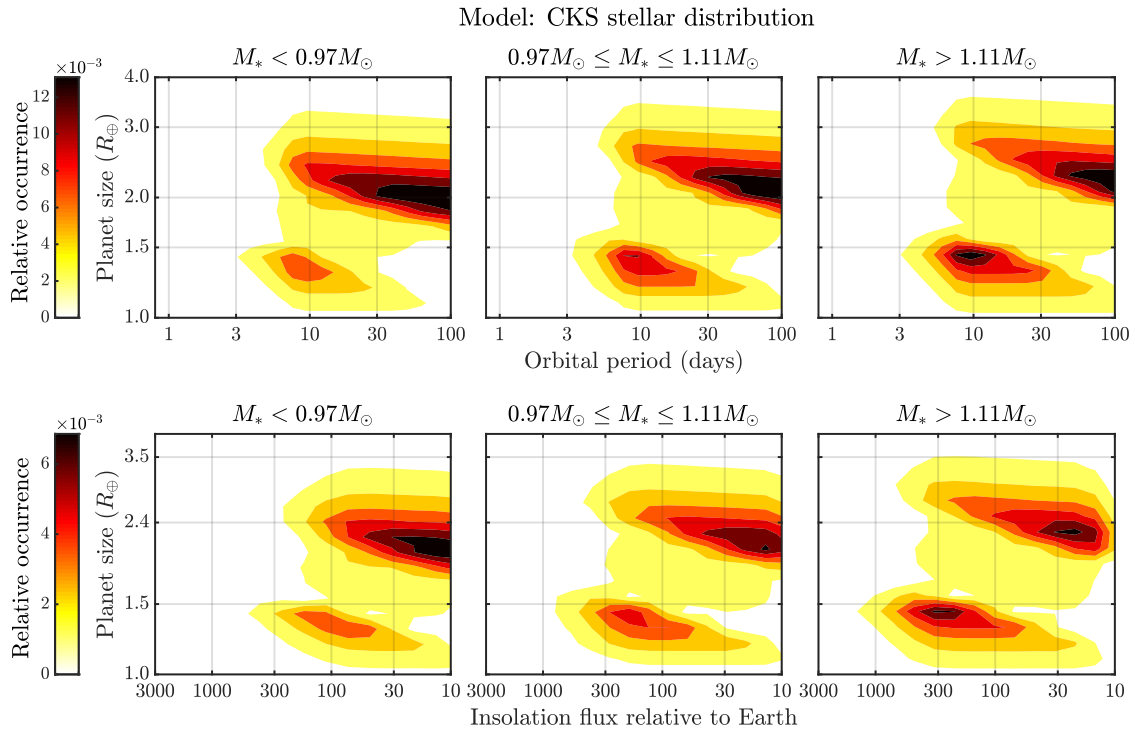 Model: CKS stellar distribution
M* < 0.97M⊙
0.97M⊙ ≤ M* ≤ 1.11M⊙
M* > 1.11M⊙
×10⁻³
12
10
8
6
4
2
0
Relative occurrence
4.0
3.0
2.0
1.5
1.0
Planet size (R⊕)
1 3 10 30 100
1 3 10 30 100
1 3 10 30 100
Orbital period (days)
M* < 0.97M⊙
0.97M⊙ ≤ M* ≤ 1.11M⊙
M* > 1.11M⊙
×10⁻³
6
4
2
0
Relative occurrence
3.5
2.4
1.5
1.0
Planet size (R⊕)
3000 1000 300 100 30 10
3000 1000 300 100 30 10
3000 1000 300 100 30 10
Insolation flux relative to Earth